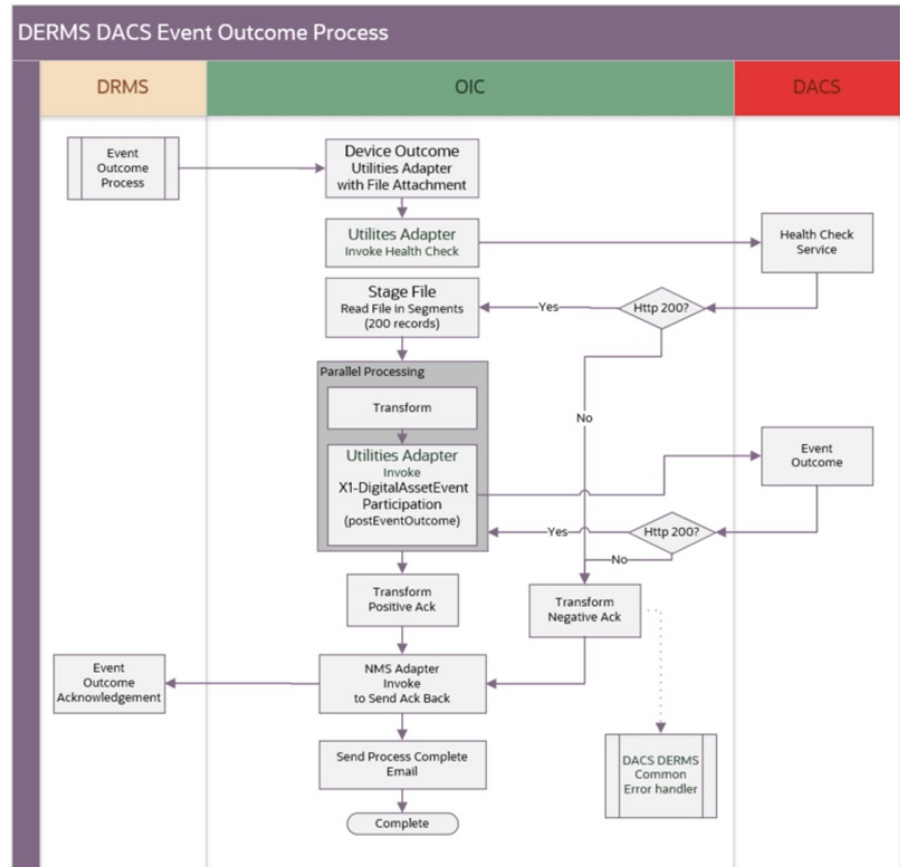 DERMS DACS Event Outcome Process
DRMS
OIC
DACS
Event
Outcome
Process
Device Outcome
Utilities Adapter
with File Attachment
Utilites Adapter
Invoke Health Check
Health Check
Service
Stage File
Read File in Segments
(200 records)
Yes
Http 200?
Parallel Processing
Transform
No
Utilities Adapter
Invoke
X1-DigitalAssetEvent
Participation
(postEventOutcome)
Event
Outcome
Yes
Http 200?
No
Transform
Positive Ack
Transform
Negative Ack
Event
Outcome
Acknowledgement
NMS Adapter
Invoke
to Send Ack Back
Send Process Complete
Email
DACS DERMS
Common
Error handler
Complete